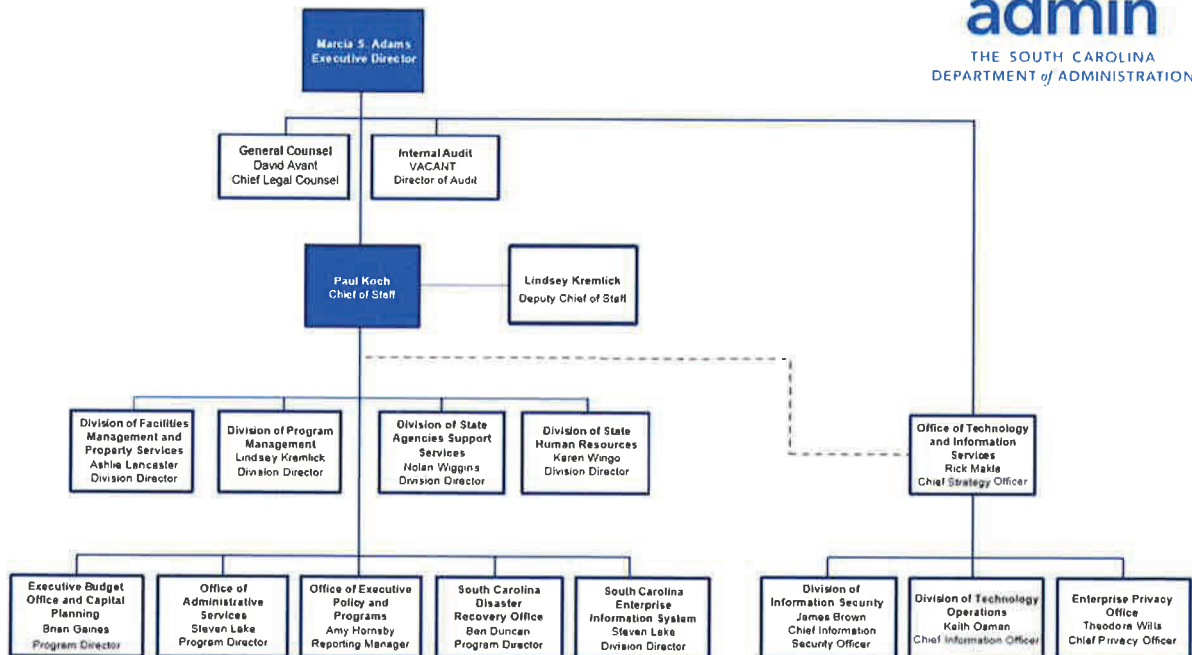 admin
THE SOUTH CAROLINA
DEPARTMENT of ADMINISTRATION
Marcia S. Adams
Executive Director
General Counsel
David Avant
Chief Legal Counsel
Internal Audit
VACANT
Director of Audit
Paul Koch
Chief of Staff
Lindsey Kremlick
Deputy Chief of Staff
Division of Facilities
Management and
Property Services
Ashlie Lancaster
Division Director
Division of Program
Management
Lindsey Kremlick
Division Director
Division of State
Agencies Support
Services
Nolan Wiggins
Division Director
Division of State
Human Resources
Karen Wingo
Division Director
Office of Technology
and Information
Services
Rick Makla
Chief Strategy Officer
Executive Budget
Office and Capital
Planning
Brian Gaines
Program Director
Office of
Administrative
Services
Steven Lake
Program Director
Office of Executive
Policy and
Programs
Amy Hornsby
Reporting Manager
South Carolina
Disaster
Recovery Office
Ben Duncan
Program Director
South Carolina
Enterprise
Information System
Steven Lake
Division Director
Division of
Information Security
James Brown
Chief Information
Security Officer
Division of Technology
Operations
Keith Osman
Chief Information Officer
Enterprise Privacy
Office
Theodora Wills
Chief Privacy Officer